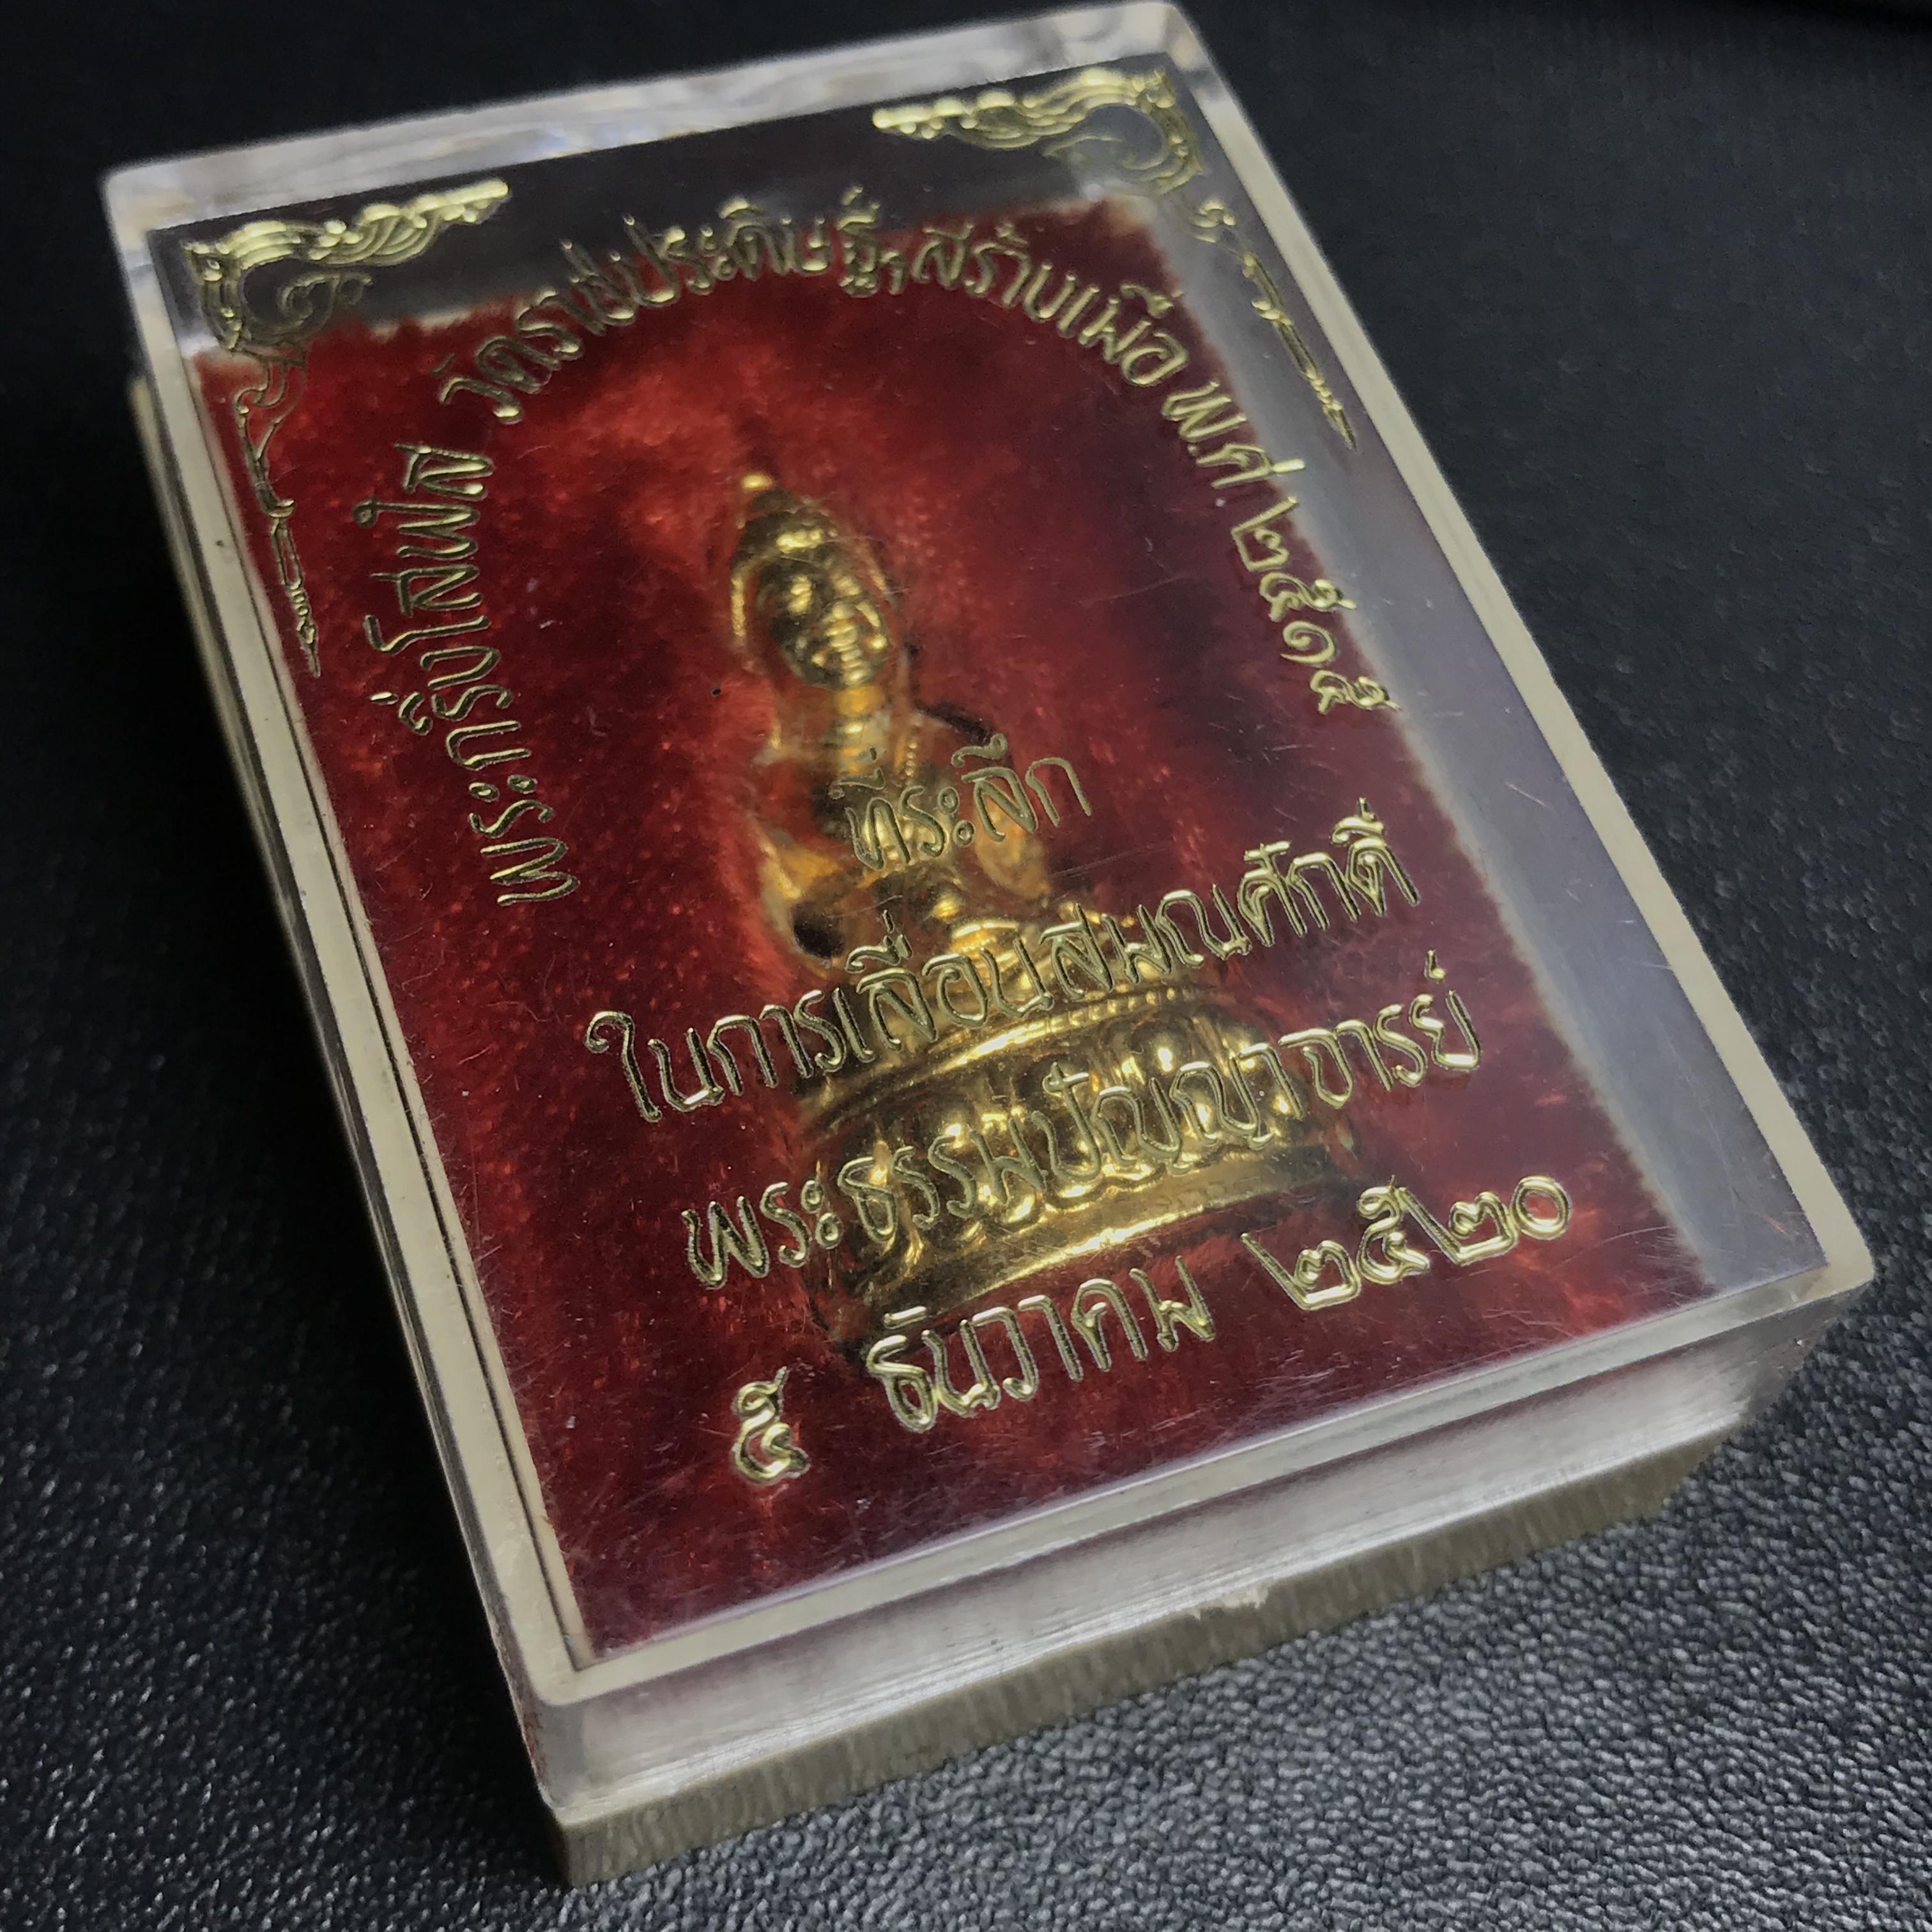 พระกริ่งโสฬส วัดราชประดิษฐ์ฯ สร้างเมื่อ พ.ศ. ๒๕๑๕
ที่ระลึก
ในการเลื่อนสมณศักดิ์
พระธรรมปัญญาจารย์
๕ ธันวาคม ๒๕๒๐